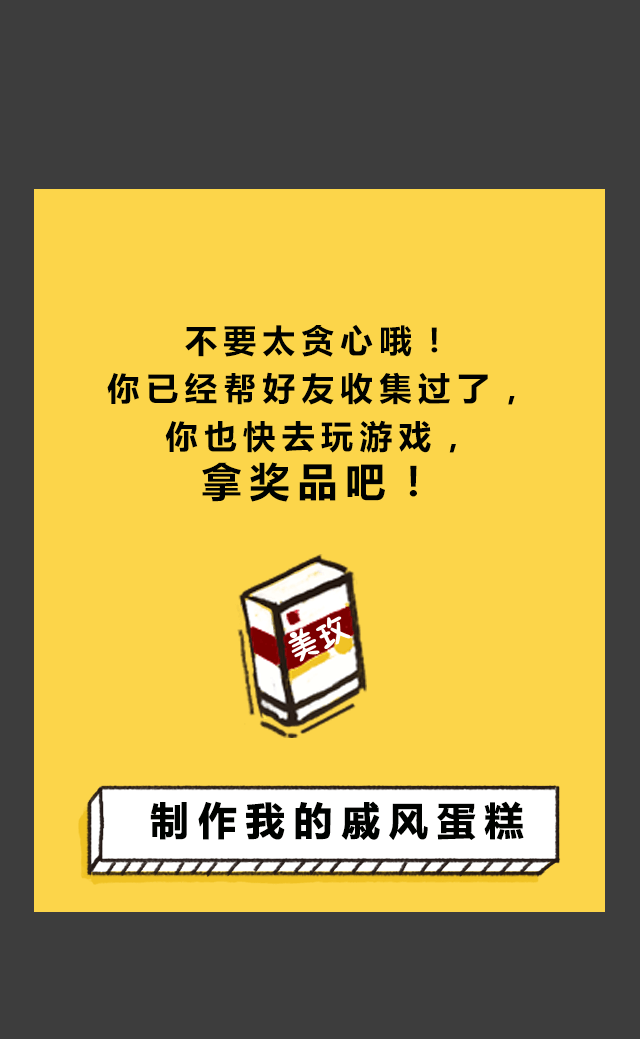 不要太贪心哦！
你已经帮好友收集过了，
你也快去玩游戏，
拿奖品吧！
美玫
制作我的戚风蛋糕